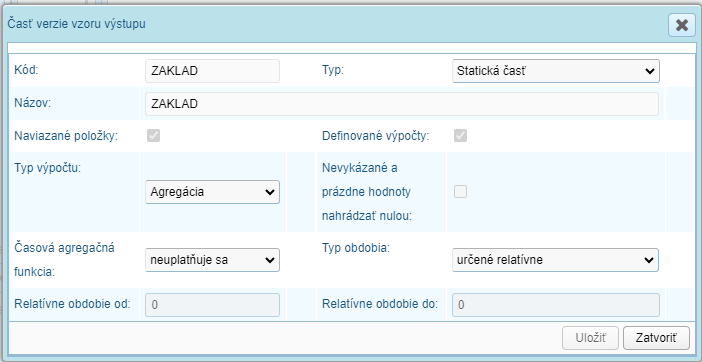 Časť verzie vzoru výstupu
Kód: ZAKLAD Typ: Statická časť
Názov: ZAKLAD
Naviazané položky: Definované výpočty:
Typ výpočtu: Agregácia
Nevykázané a
prázdne hodnoty
nahrádzať nulou:
Časová agregačná
funkcia: neuplatňuje sa
Typ obdobia: určené relatívne
Relatívne obdobie od: 0 Relatívne obdobie do: 0
Uložiť Zatvoriť